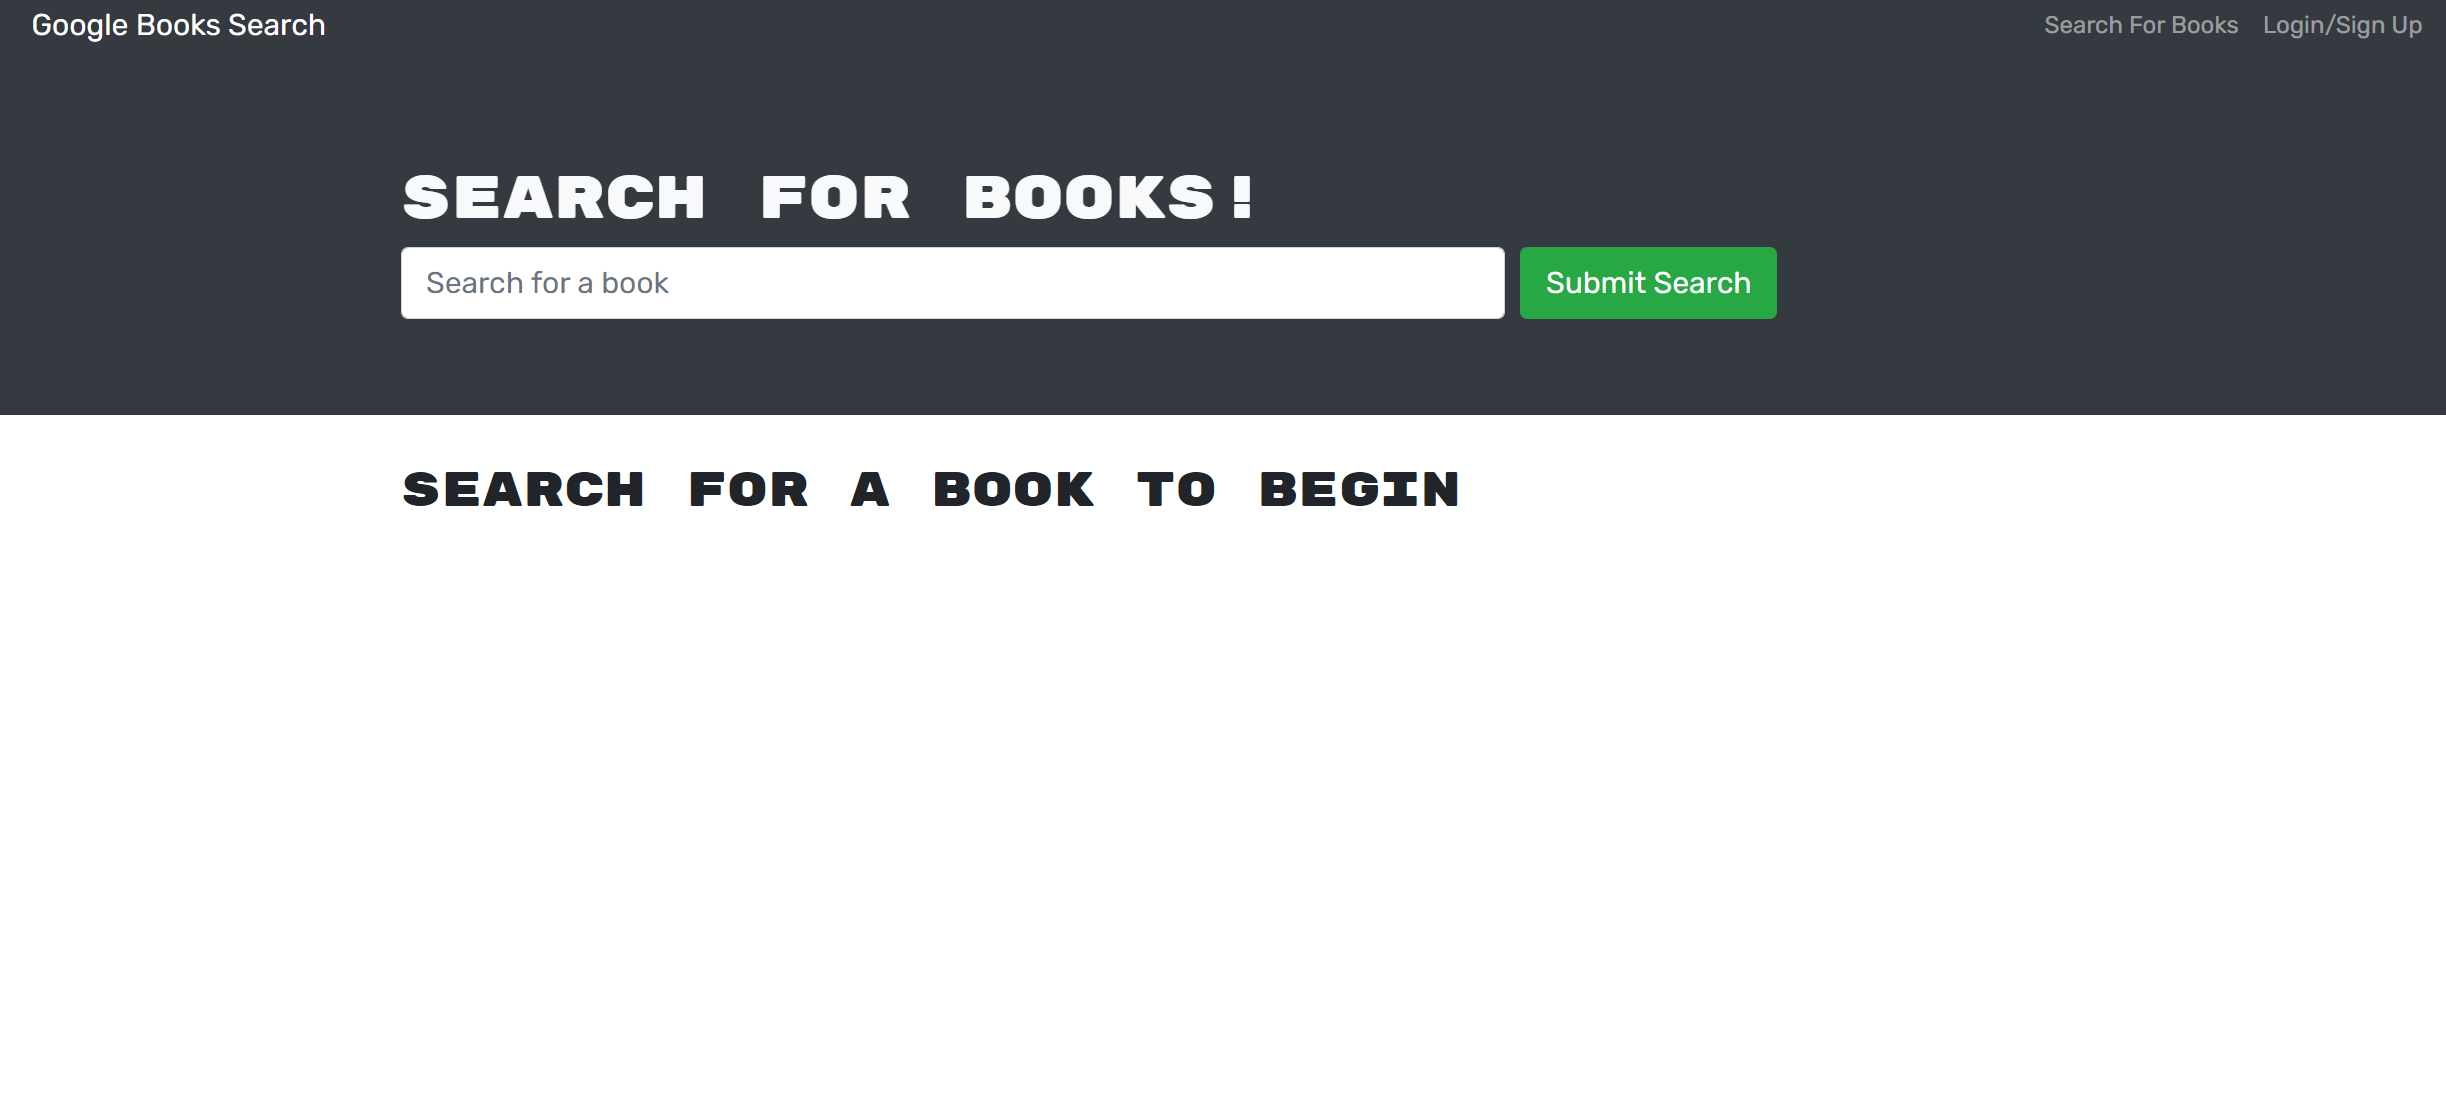 Google Books Search
Search For Books
Login/Sign Up
SEARCH FOR BOOKS!
Search for a book
Submit Search
SEARCH FOR A BOOK TO BEGIN